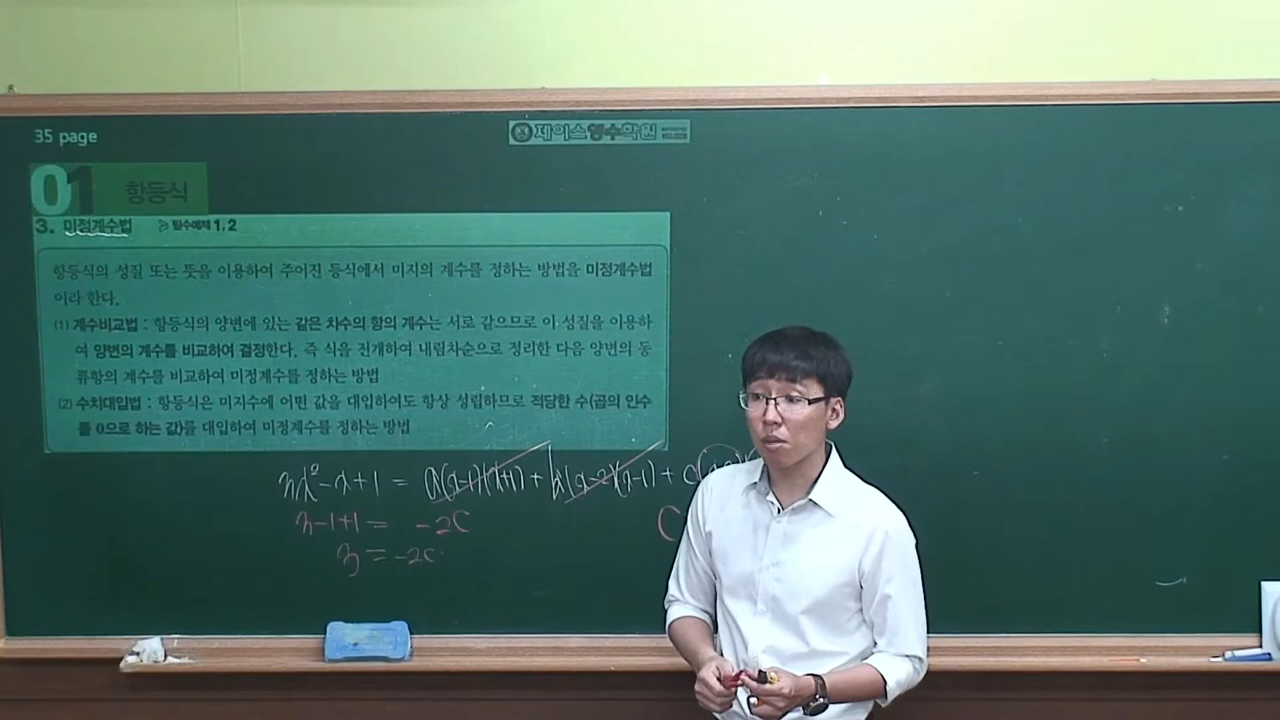 35 page
제이스영수학원
01 항등식
3. 미정계수법 ▷ 필수예제 1.2
항등식의 성질 또는 뜻을 이용하여 주어진 등식에서 미지의 계수를 정하는 방법을 미정계수법
이라 한다.
(1) 계수비교법 : 항등식의 양변에 있는 같은 차수의 항의 계수는 서로 같으므로 이 성질을 이용하
여 양변의 계수를 비교하여 결정한다. 즉 식을 전개하여 내림차순으로 정리한 다음 양변의 동
류항의 계수를 비교하여 미정계수를 정하는 방법
(2) 수치대입법 : 항등식은 미지수에 어떤 값을 대입하여도 항상 성립하므로 적당한 수(곱의 인수
를 0으로 하는 값)를 대입하여 미정계수를 정하는 방법
3x²-x+1 = a(x-1)(x+1) + b(x-2)(x-1) + c(
3-1+1 = -2c
3 = -2c
C